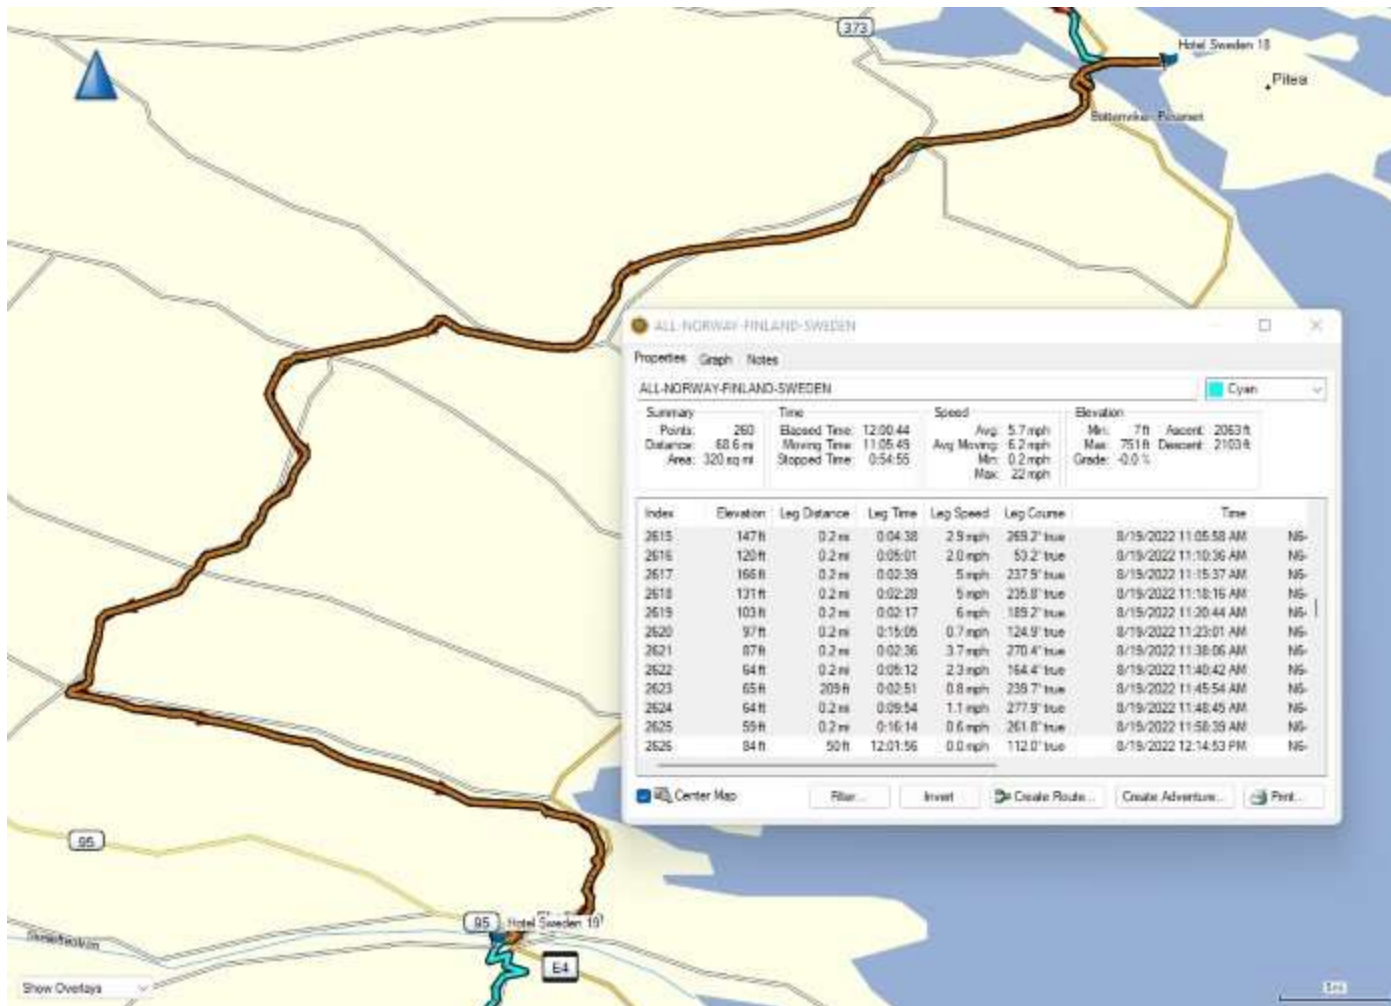 373
Hotel Sweden 18
Pitea
ALL-NORWAY-FINLAND-SWEDEN
Properties Graph Notes
ALL-NORWAY-FINLAND-SWEDEN Cyan
Summary Time Speed Elevation
Points: 260 Elapsed Time: 12:00:44 Avg: 5.7 mph Min: 7 ft Ascent: 2063 ft
Distance: 68.6 mi Moving Time: 11:05:49 Avg Moving: 6.2 mph Max: 751 ft Descent: 2103 ft
Area: 320 sq mi Stopped Time: 0:54:55 Min: 0.2 mph Grade: -0.0 %
Max: 22 mph
Index Elevation Leg Distance Leg Time Leg Speed Leg Course Time
2615 147 ft 0.2 mi 0:04:38 2.9 mph 269.2° true 8/19/2022 11:05:58 AM N6-
2616 120 ft 0.2 mi 0:05:01 2.0 mph 53.2° true 8/19/2022 11:10:36 AM N6-
2617 166 ft 0.2 mi 0:02:39 5 mph 237.9° true 8/19/2022 11:15:37 AM N6-
2618 131 ft 0.2 mi 0:02:28 5 mph 235.8° true 8/19/2022 11:18:16 AM N6-
2619 103 ft 0.2 mi 0:02:17 6 mph 189.2° true 8/19/2022 11:20:44 AM N6-
2620 97 ft 0.2 mi 0:15:05 0.7 mph 124.9° true 8/19/2022 11:23:01 AM N6-
2621 87 ft 0.2 mi 0:02:36 3.7 mph 270.4° true 8/19/2022 11:38:06 AM N6-
2622 64 ft 0.2 mi 0:05:12 2.3 mph 164.4° true 8/19/2022 11:40:42 AM N6-
2623 65 ft 209 ft 0:02:51 0.8 mph 239.7° true 8/19/2022 11:45:54 AM N6-
2624 64 ft 0.2 mi 0:09:54 1.1 mph 277.9° true 8/19/2022 11:48:45 AM N6-
2625 59 ft 0.2 mi 0:16:14 0.6 mph 261.8° true 8/19/2022 11:58:39 AM N6-
2626 84 ft 50 ft 12:01:56 0.0 mph 112.0° true 8/19/2022 12:14:53 PM N6-
Center Map Filter... Invert Create Route... Create Adventure... Print...
95
95 Hotel Sweden 19
E4
Show Overlays